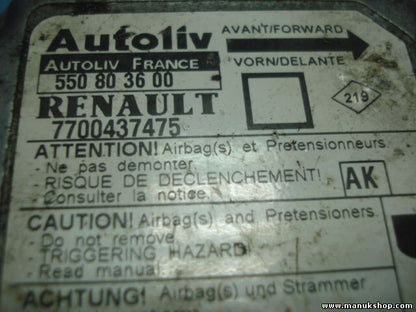 Autoliv
AVANT/FORWARD
AUTOLIV FRANCE
VORN/DELANTE
550 80 36 00
RENAULT
219
7700437475
ATTENTION! Airbag(s) et Pretensionneurs
- Ne pas demonter.
- RISQUE DE DECLENCHEMENT!
- Consulter la notice.
AK
CAUTION! Airbag(s) and Pretensioners
- Do not remove
- TRIGGERING HAZARD!
- Read manual
ACHTUNG! Airbag(s) und Strammer
www.manukshop.com